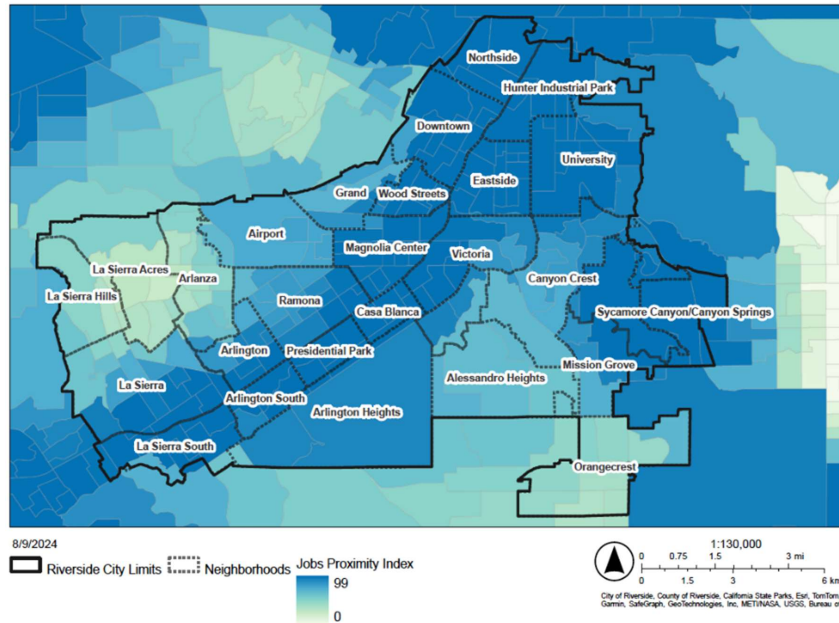 Northside
Hunter Industrial Park
Downtown
University
Eastside
Grand
Wood Streets
Airport
Magnolia Center
Victoria
La Sierra Acres
Arlanza
Canyon Crest
La Sierra Hills
Ramona
Casa Blanca
Sycamore Canyon/Canyon Springs
Arlington
Presidential Park
Mission Grove
La Sierra
Alessandro Heights
Arlington South
Arlington Heights
La Sierra South
Orangecrest
8/9/2024
Riverside City Limits
Neighborhoods
Jobs Proximity Index
99
0
1:130,000
0 0.75 1.5 3 mi
0 1.5 3 6 km
City of Riverside, County of Riverside, California State Parks, Esri, TomTom
Garmin, SafeGraph, GeoTechnologies, Inc, METI/NASA, USGS, Bureau